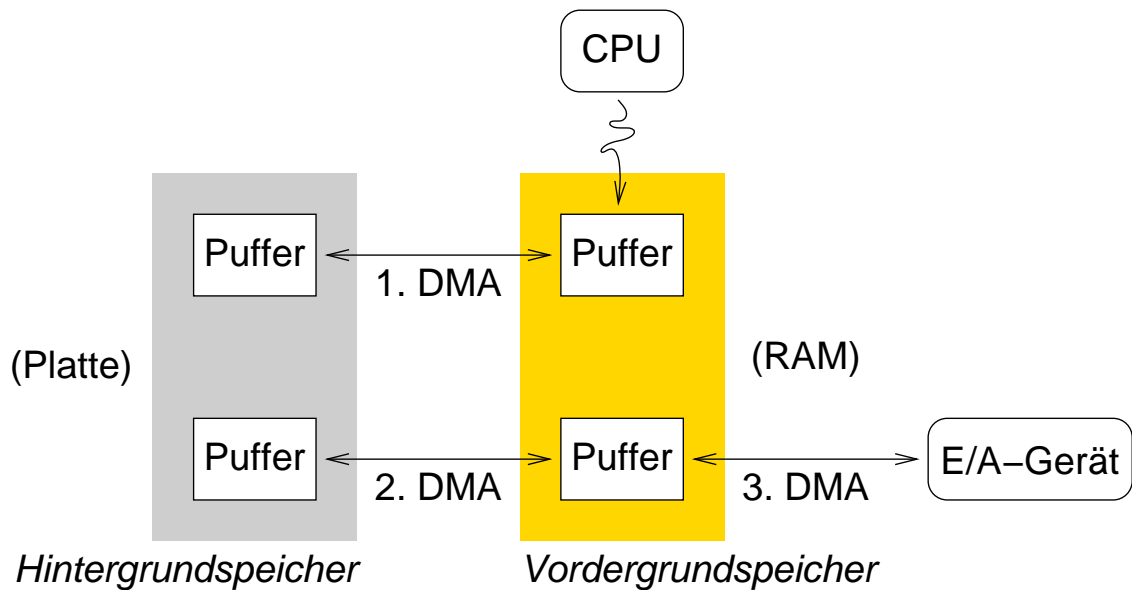 CPU
Puffer
Puffer
1. DMA
(Platte)
(RAM)
Puffer
Puffer
E/A–Gerät
2. DMA
3. DMA
Hintergrundspeicher
Vordergrundspeicher